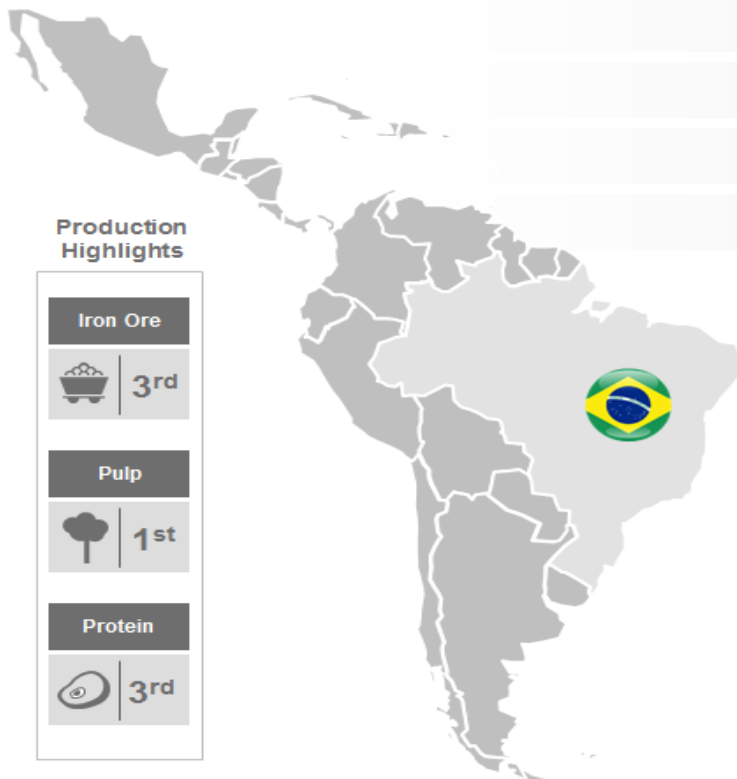 Production
Highlights
Iron Ore
3rd
Pulp
1st
Protein
3rd